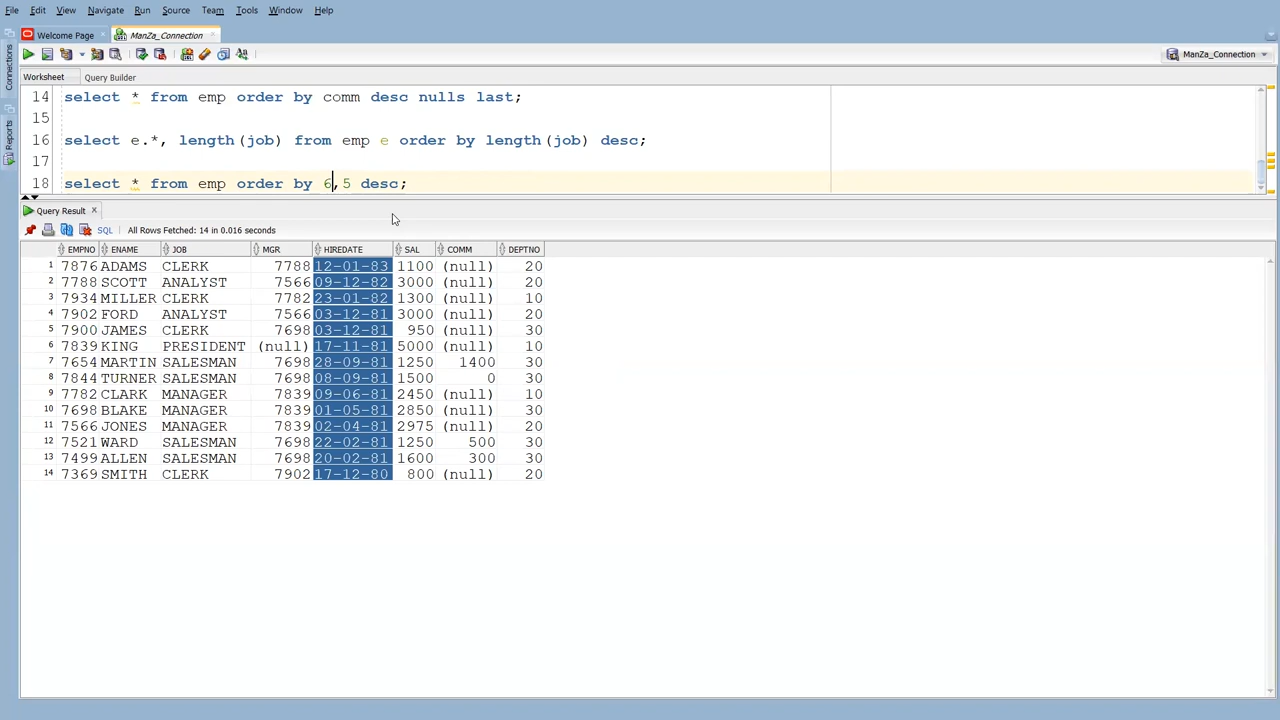 File Edit View Navigate Run Source Team Tools Window Help
Welcome Page ManZa_Connection
ManZa_Connection
Connections
Reports
Worksheet Query Builder
14 select * from emp order by comm desc nulls last;
15
16 select e.*, length(job) from emp e order by length(job) desc;
17
18 select * from emp order by 6,5 desc;
Query Result
SQL All Rows Fetched: 14 in 0.016 seconds
EMPNO ENAME JOB MGR HIREDATE SAL COMM DEPTNO
1 7876 ADAMS CLERK 7788 12-01-83 1100 (null) 20
2 7788 SCOTT ANALYST 7566 09-12-82 3000 (null) 20
3 7934 MILLER CLERK 7782 23-01-82 1300 (null) 10
4 7902 FORD ANALYST 7566 03-12-81 3000 (null) 20
5 7900 JAMES CLERK 7698 03-12-81 950 (null) 30
6 7839 KING PRESIDENT (null) 17-11-81 5000 (null) 10
7 7654 MARTIN SALESMAN 7698 28-09-81 1250 1400 30
8 7844 TURNER SALESMAN 7698 08-09-81 1500 0 30
9 7782 CLARK MANAGER 7839 09-06-81 2450 (null) 10
10 7698 BLAKE MANAGER 7839 01-05-81 2850 (null) 30
11 7566 JONES MANAGER 7839 02-04-81 2975 (null) 20
12 7521 WARD SALESMAN 7698 22-02-81 1250 500 30
13 7499 ALLEN SALESMAN 7698 20-02-81 1600 300 30
14 7369 SMITH CLERK 7902 17-12-80 800 (null) 20